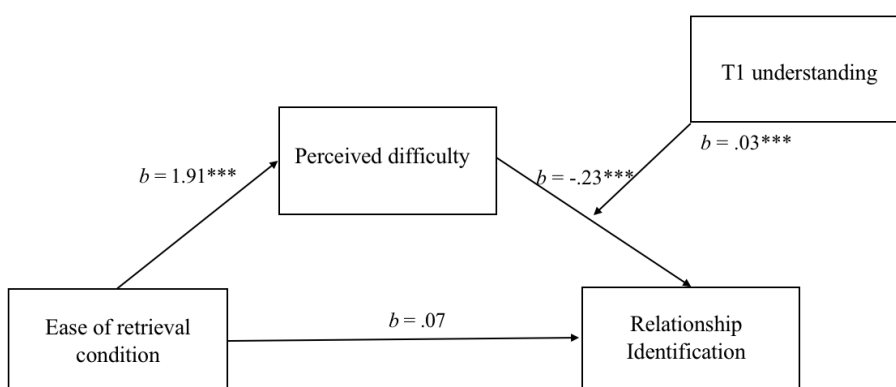 T1 understanding
b = .03***
Perceived difficulty
b = 1.91***
b = -.23***
Ease of retrieval
condition
b = .07
Relationship
Identification